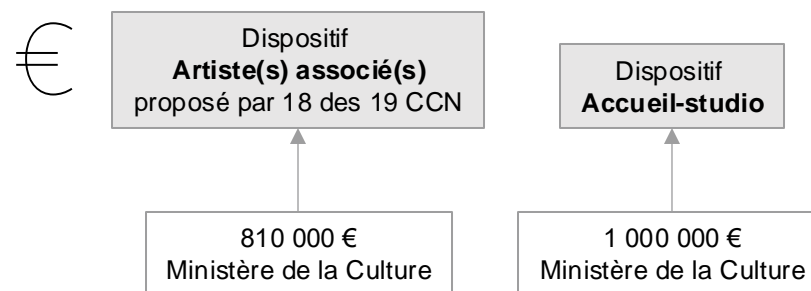 €
Dispositif
Artiste(s) associé(s)
proposé par 18 des 19 CCN
Dispositif
Accueil-studio
810 000 €
Ministère de la Culture
1 000 000 €
Ministère de la Culture